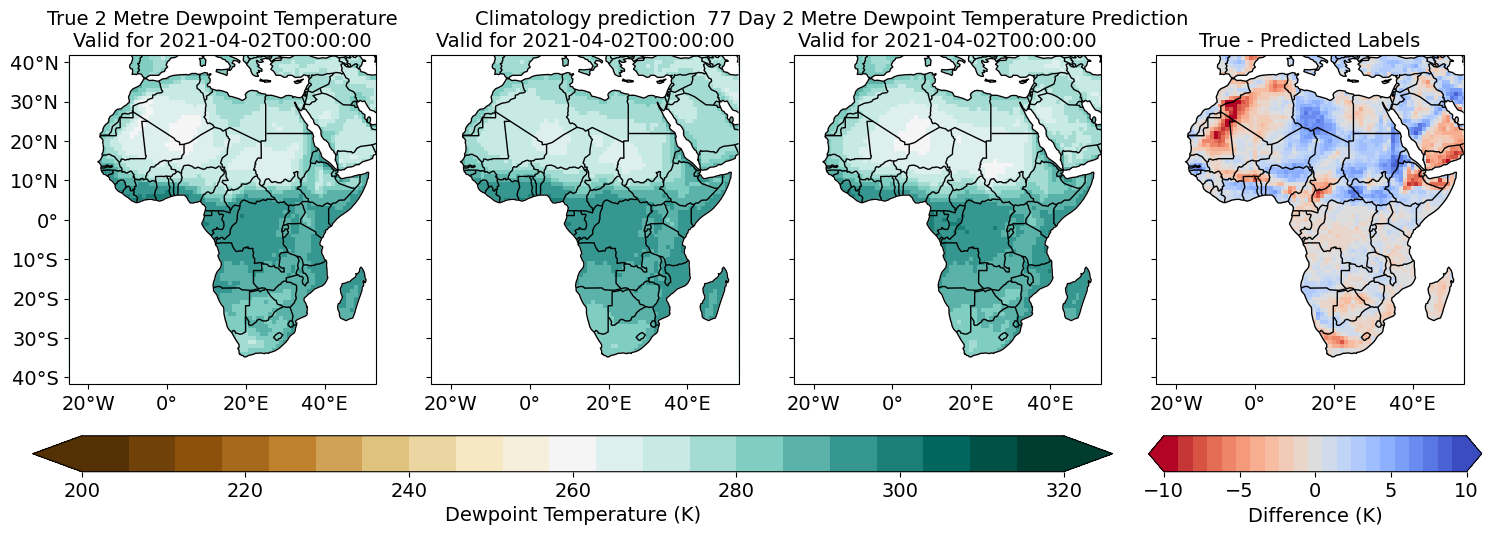 True 2 Metre Dewpoint Temperature
Valid for 2021-04-02T00:00:00
Climatology prediction  77 Day 2 Metre Dewpoint Temperature Prediction
Valid for 2021-04-02T00:00:00
Valid for 2021-04-02T00:00:00
True - Predicted Labels
40°N
30°N
20°N
10°N
0°
10°S
20°S
30°S
40°S
20°W 0° 20°E 40°E
20°W 0° 20°E 40°E
20°W 0° 20°E 40°E
20°W 0° 20°E 40°E
200 220 240 260 280 300 320
Dewpoint Temperature (K)
−10 −5 0 5 10
Difference (K)